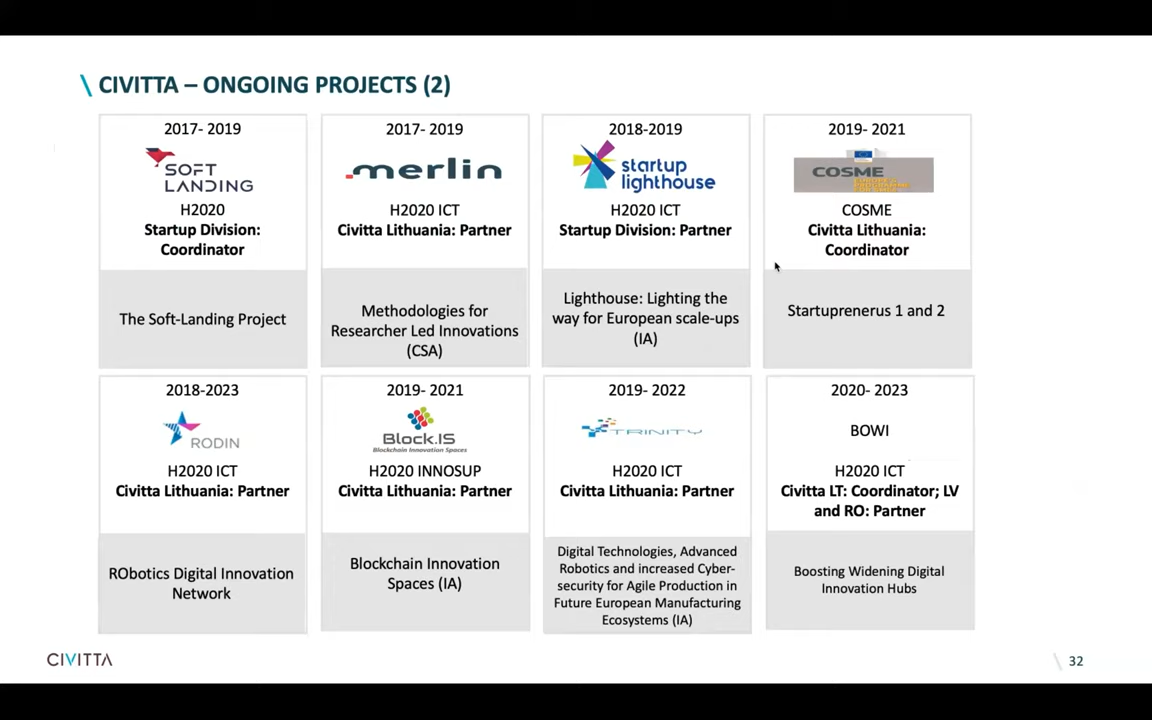 \ CIVITTA – ONGOING PROJECTS (2)
2017- 2019
SOFT
LANDING
H2020
Startup Division:
Coordinator
The Soft-Landing Project
2017- 2019
merlin
H2020 ICT
Civitta Lithuania: Partner
Methodologies for
Researcher Led Innovations
(CSA)
2018-2019
startup
lighthouse
H2020 ICT
Startup Division: Partner
Lighthouse: Lighting the
way for European scale-ups
(IA)
2019- 2021
COSME
COSME
Civitta Lithuania:
Coordinator
Startuprenerus 1 and 2
2018-2023
RODIN
H2020 ICT
Civitta Lithuania: Partner
RObotics Digital Innovation
Network
2019- 2021
Block.IS
Blockchain Innovation Spaces
H2020 INNOSUP
Civitta Lithuania: Partner
Blockchain Innovation
Spaces (IA)
2019- 2022
TRINITY
H2020 ICT
Civitta Lithuania: Partner
Digital Technologies, Advanced
Robotics and increased Cyber-
security for Agile Production in
Future European Manufacturing
Ecosystems (IA)
2020- 2023
BOWI
H2020 ICT
Civitta LT: Coordinator; LV
and RO: Partner
Boosting Widening Digital
Innovation Hubs
CIVITTA
\ 32